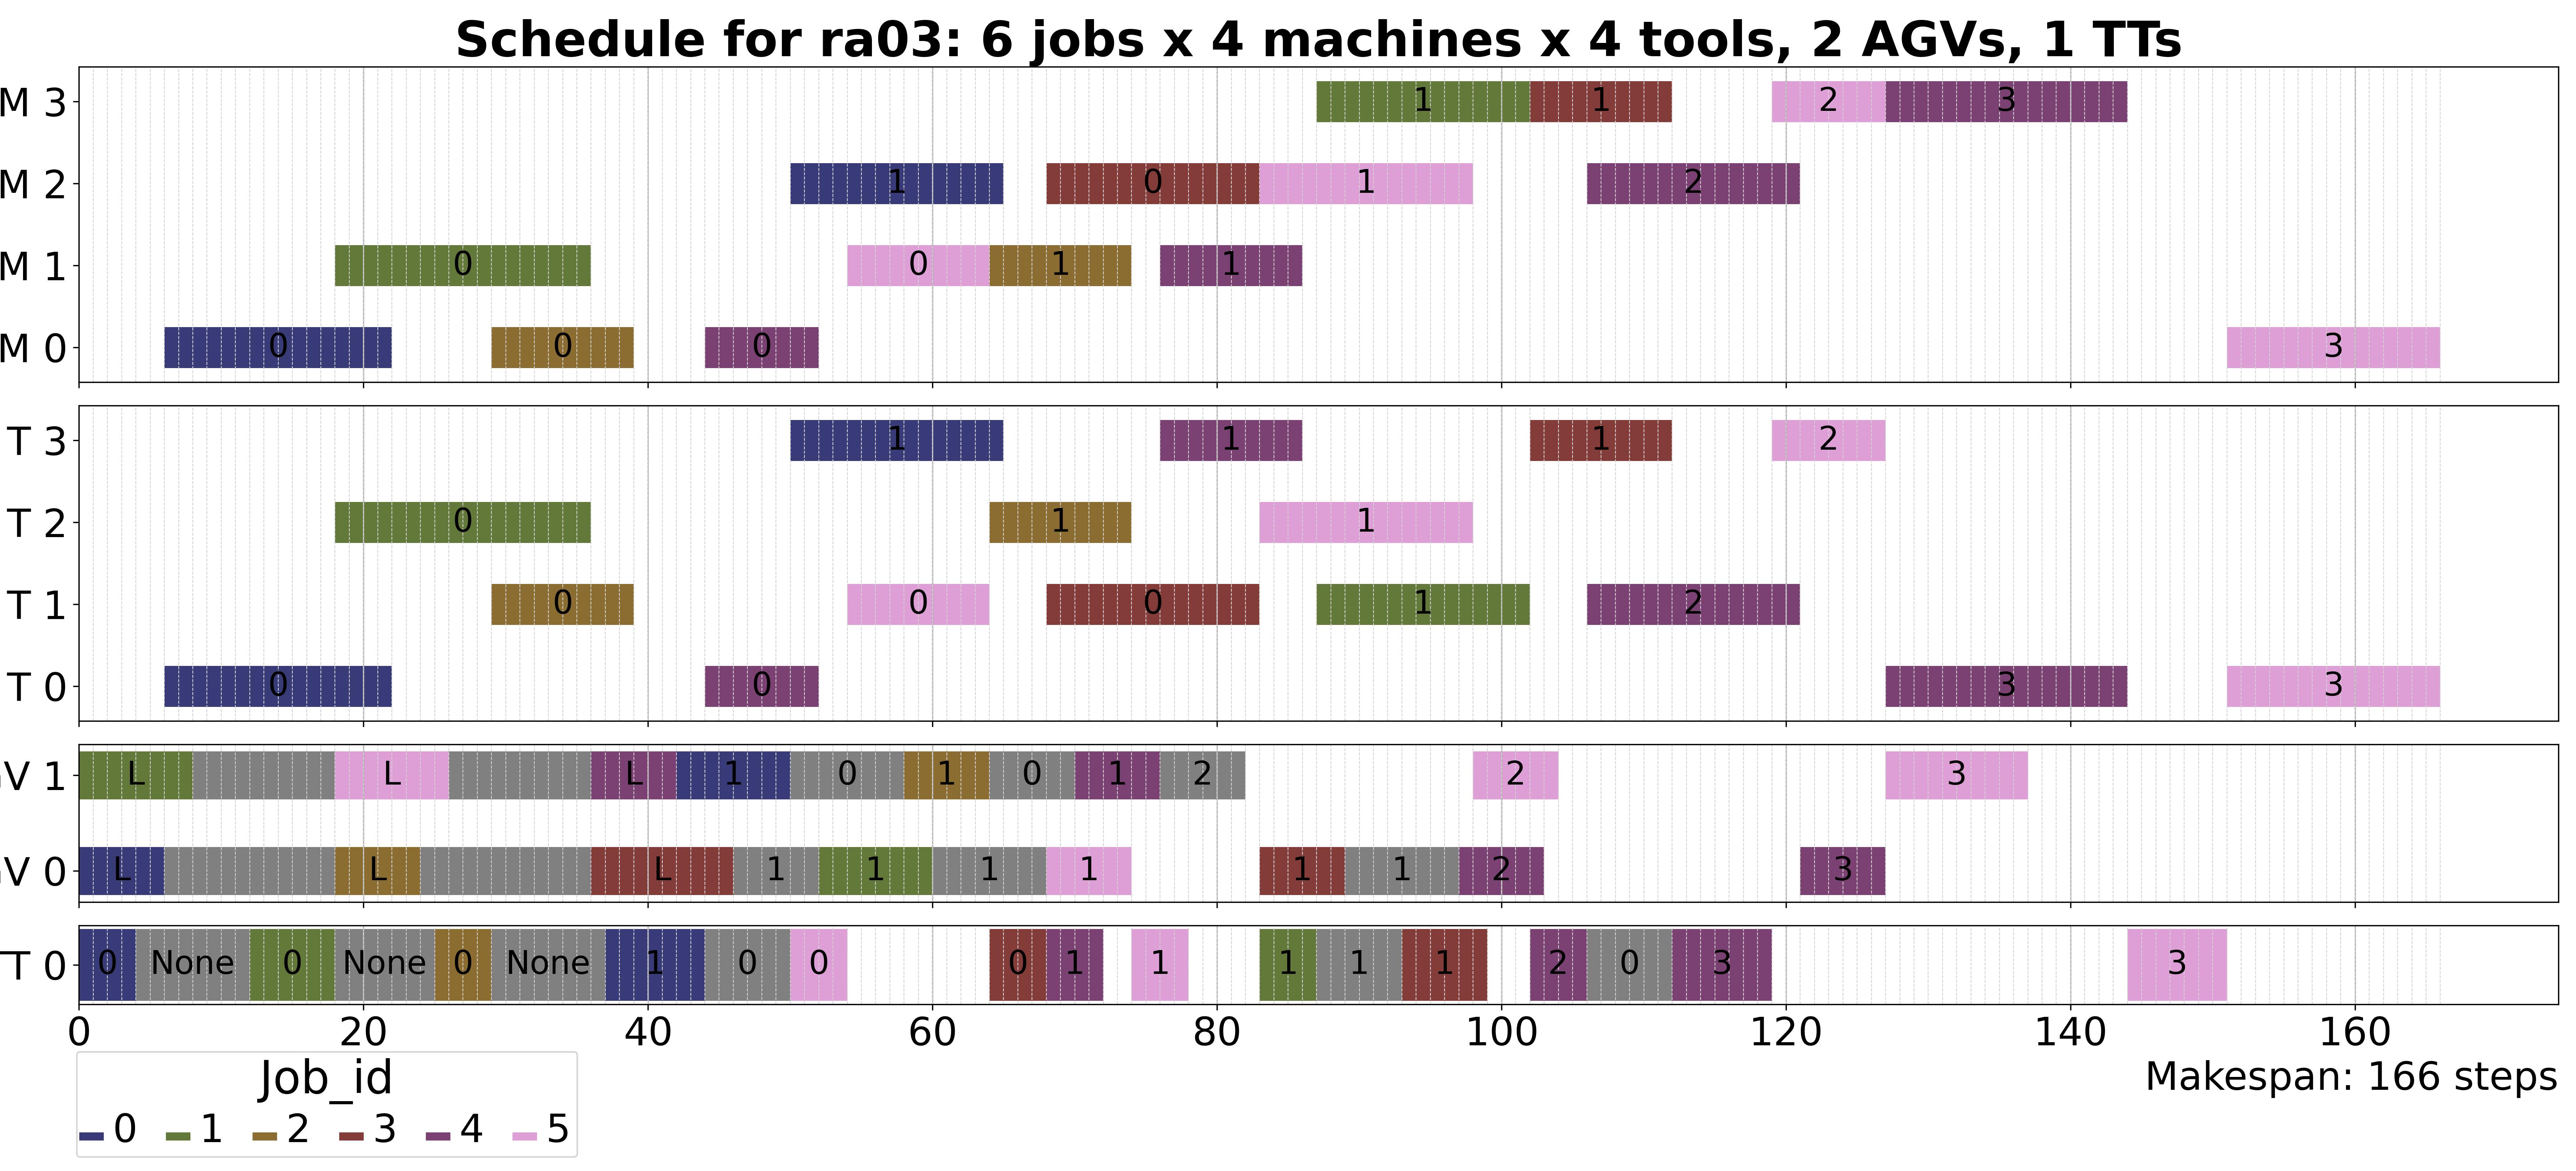 Schedule for ra03: 6 jobs x 4 machines x 4 tools, 2 AGVs, 1 TTs
M 3 1 1 2 3
M 2 1 0 1 2
M 1 0 0 1 1
M 0 0 0 0 3
T 3 1 1 1 2
T 2 0 1 1
T 1 0 0 0 1 2
T 0 0 0 3 3
V 1 L L L 1 0 1 0 1 2 2 3
V 0 L L L 1 1 1 1 1 1 2 3
T 0 0 None 0 None 0 None 1 0 0 0 1 1 1 1 1 2 0 3 3
0 20 40 60 80 100 120 140 160
Job_id
0 1 2 3 4 5
Makespan: 166 steps